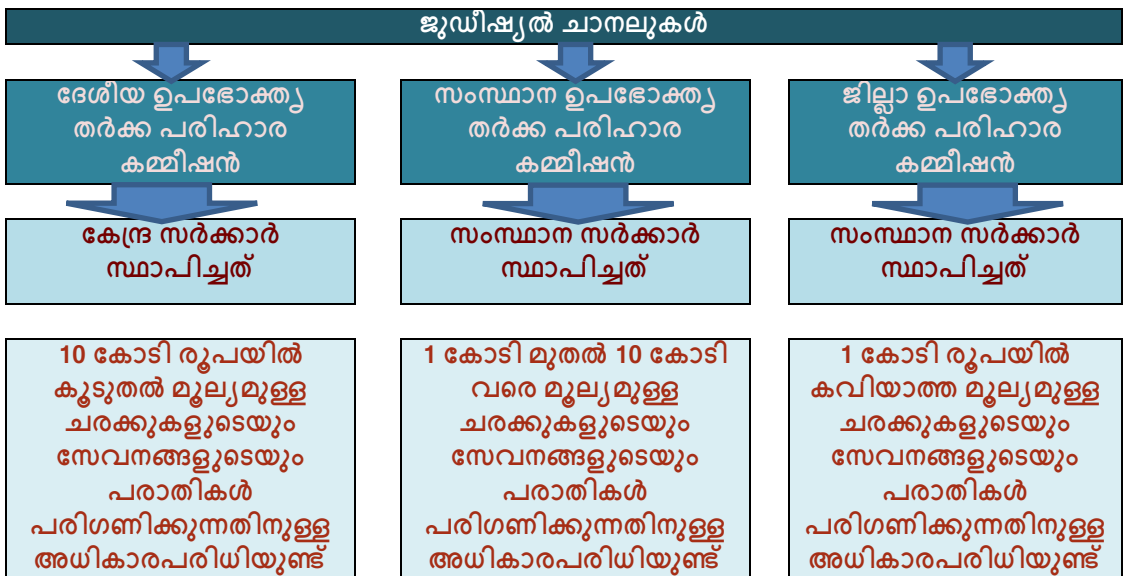 ജുഡീഷ്യൽ ചാനലുകൾ
ദേശീയ ഉപഭോക്തൃ
തർക്ക പരിഹാര
കമ്മീഷൻ
കേന്ദ്ര സർക്കാർ
സ്ഥാപിച്ചത്
10 കോടി രൂപയിൽ
കൂടുതൽ മൂല്യമുള്ള
ചരക്കുകളുടെയും
സേവനങ്ങളുടെയും
പരാതികൾ
പരിഗണിക്കുന്നതിനുള്ള
അധികാരപരിധിയുണ്ട്
സംസ്ഥാന ഉപഭോക്തൃ
തർക്ക പരിഹാര
കമ്മീഷൻ
സംസ്ഥാന സർക്കാർ
സ്ഥാപിച്ചത്
1 കോടി മുതൽ 10 കോടി
വരെ മൂല്യമുള്ള
ചരക്കുകളുടെയും
സേവനങ്ങളുടെയും
പരാതികൾ
പരിഗണിക്കുന്നതിനുള്ള
അധികാരപരിധിയുണ്ട്
ജില്ലാ ഉപഭോക്തൃ
തർക്ക പരിഹാര
കമ്മീഷൻ
സംസ്ഥാന സർക്കാർ
സ്ഥാപിച്ചത്
1 കോടി രൂപയിൽ
കവിയാത്ത മൂല്യമുള്ള
ചരക്കുകളുടെയും
സേവനങ്ങളുടെയും
പരാതികൾ
പരിഗണിക്കുന്നതിനുള്ള
അധികാരപരിധിയുണ്ട്